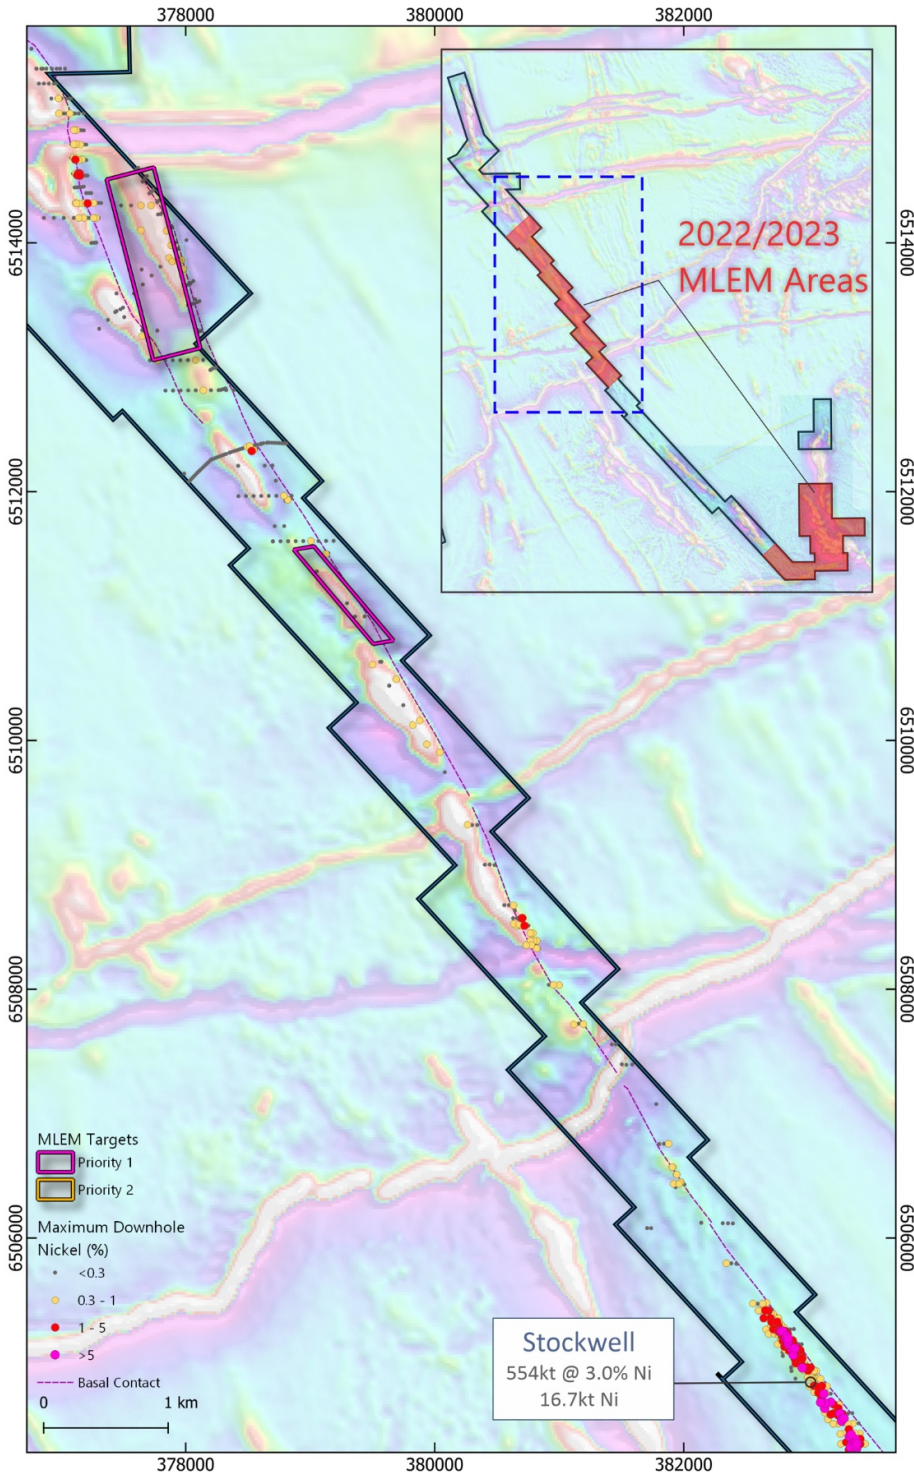 378000
380000
382000
6514000
6514000
2022/2023
MLEM Areas
6512000
6512000
6510000
6510000
6508000
6508000
MLEM Targets
Priority 1
Priority 2
Maximum Downhole
Nickel (%)
<0.3
0.3 - 1
1 - 5
>5
Basal Contact
0
1 km
6506000
6506000
Stockwell
554kt @ 3.0% Ni
16.7kt Ni
378000
380000
382000